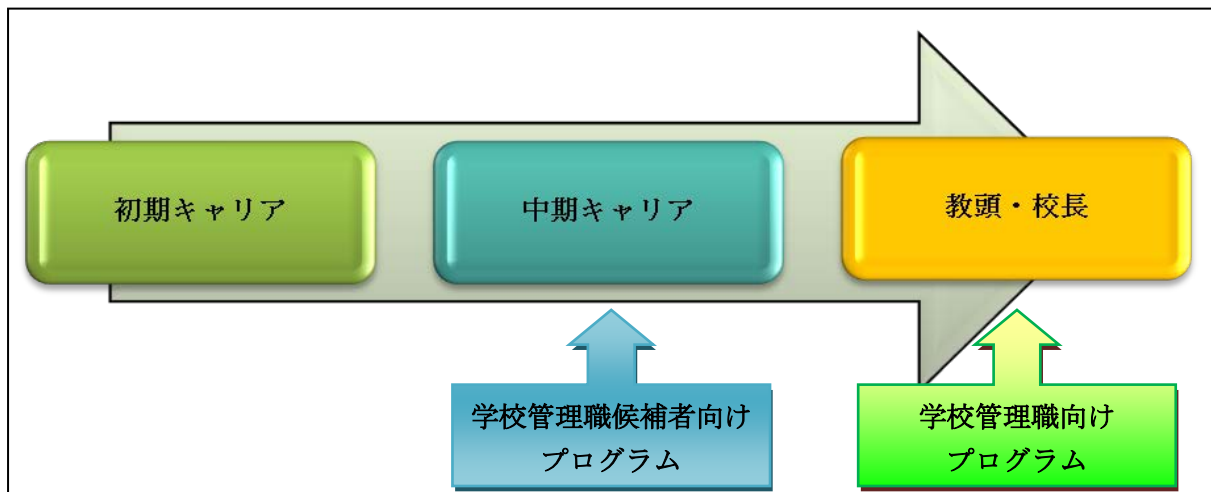 初期キャリア
中期キャリア
教頭・校長
学校管理職候補者向け
プログラム
学校管理職向け
プログラム